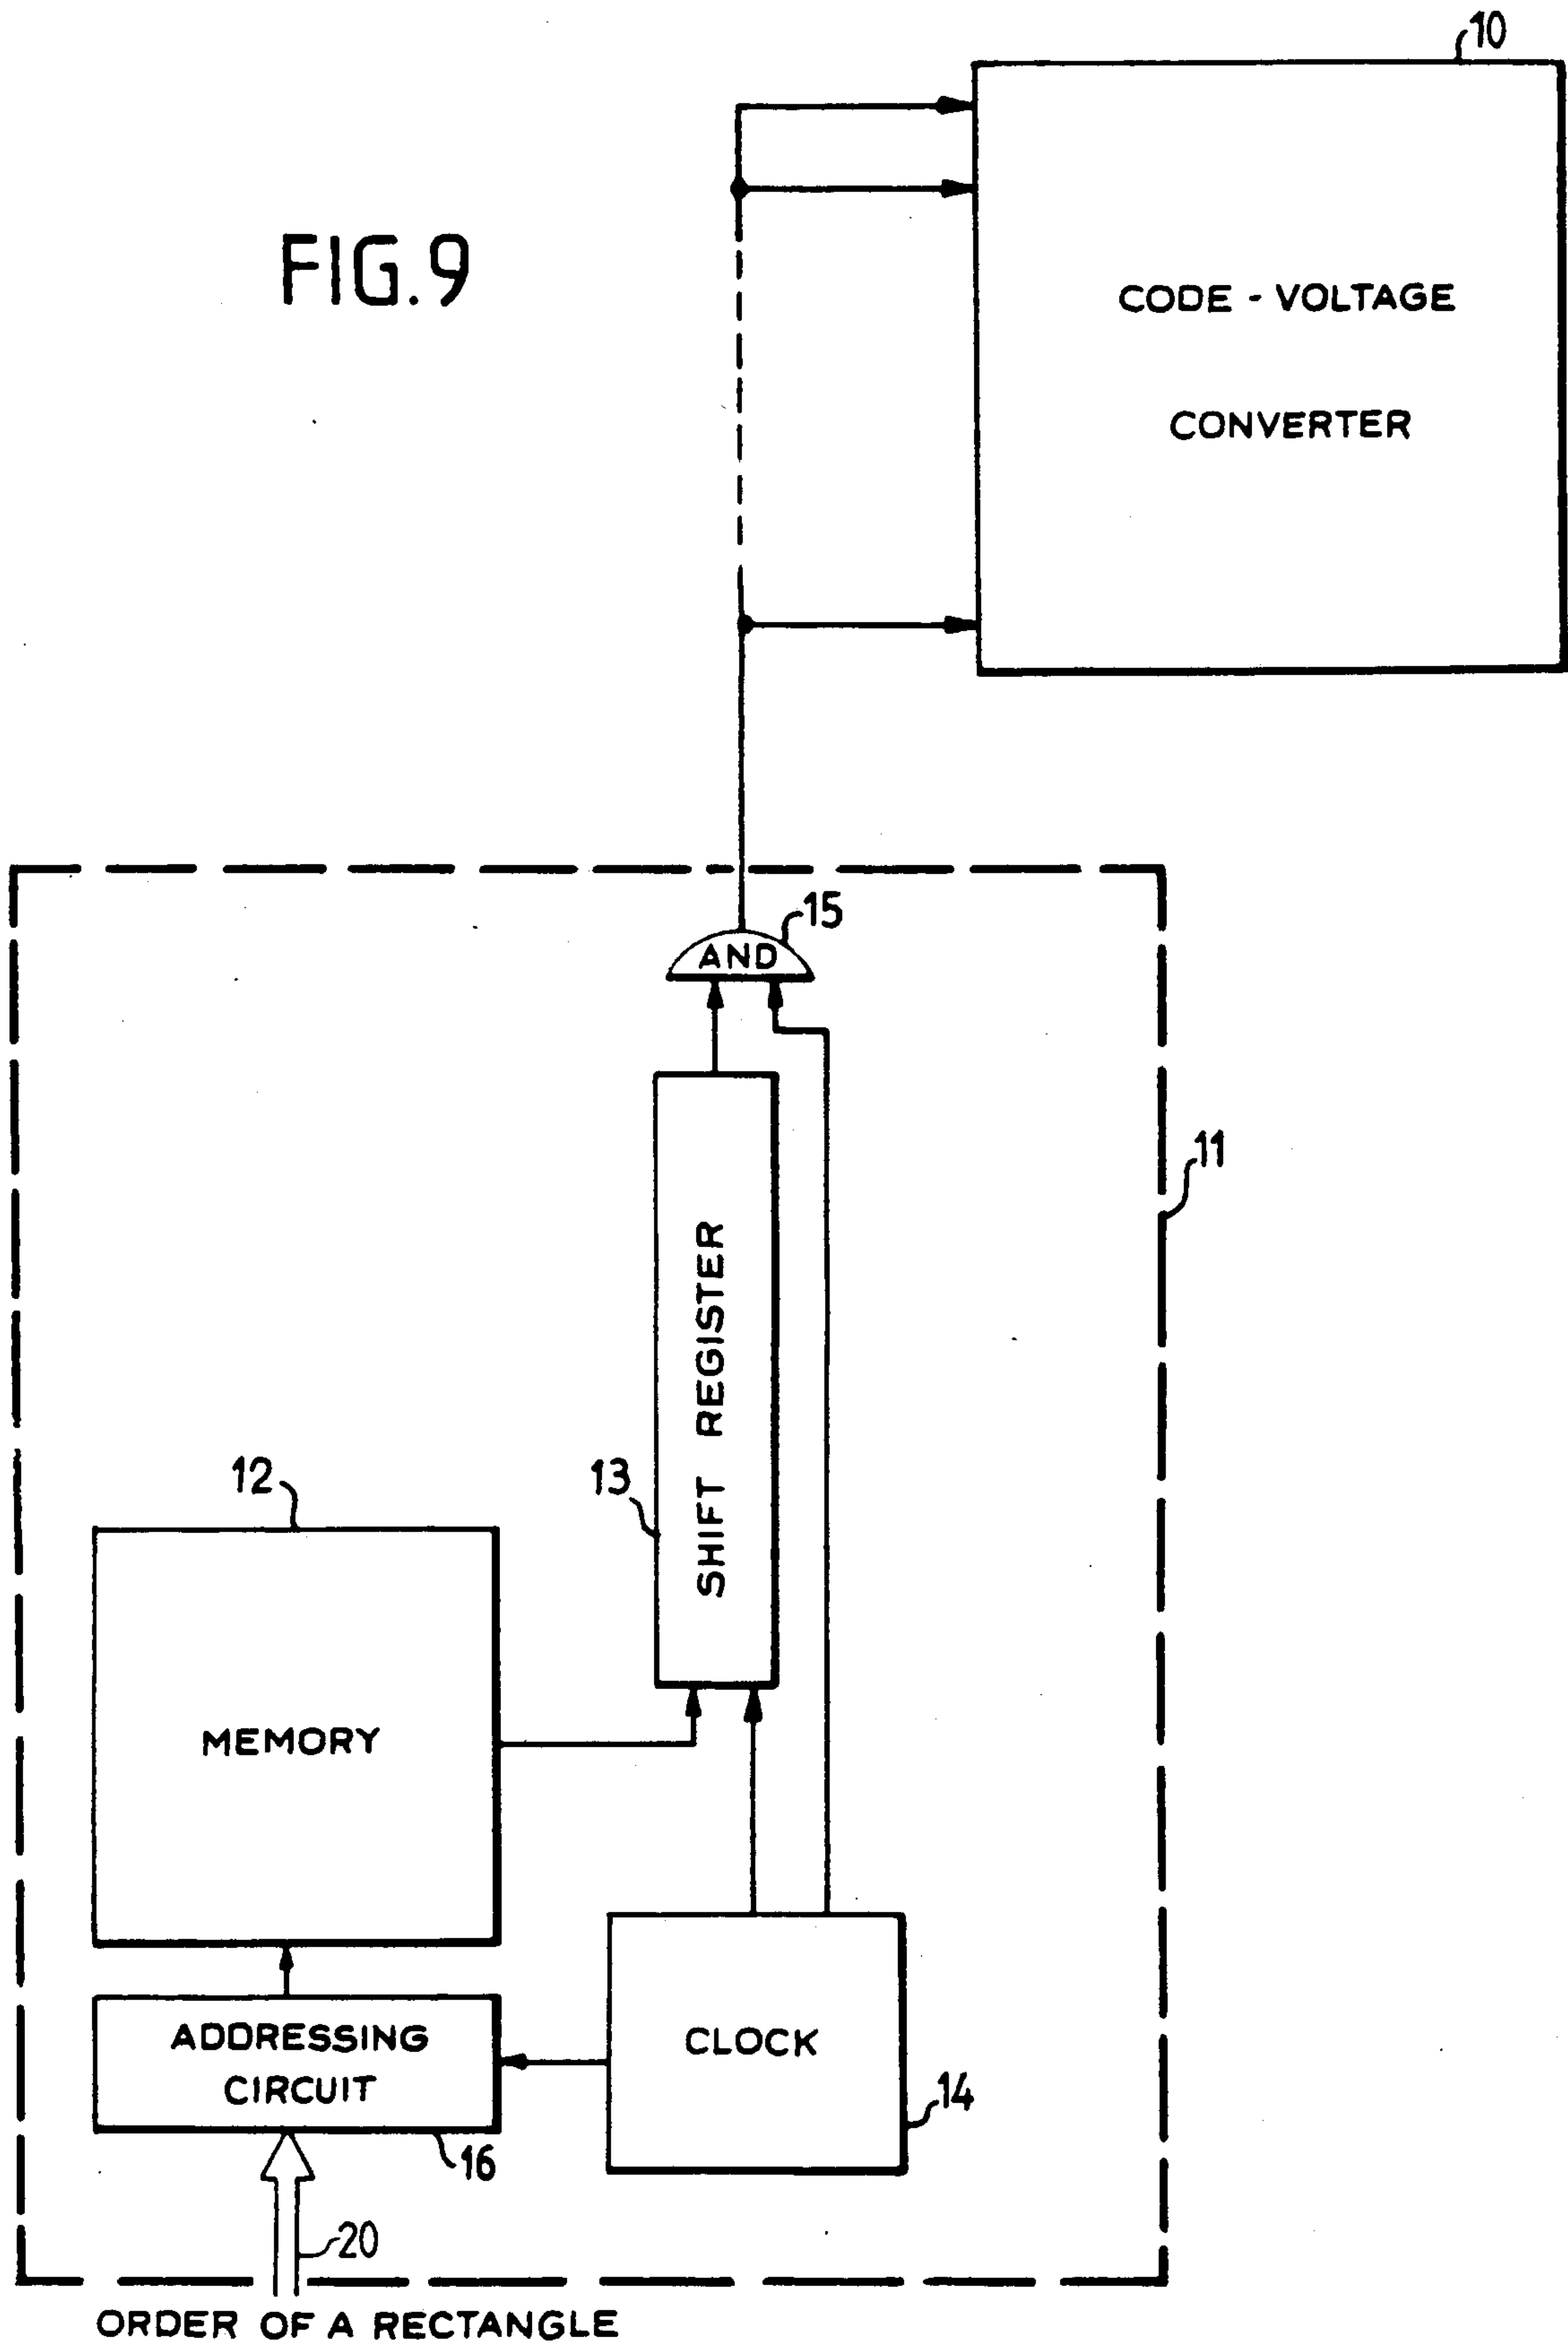 10
FIG.9
CODE - VOLTAGE
CONVERTER
15
AND
11
SHIFT REGISTER
12
13
MEMORY
ADDRESSING
CIRCUIT
CLOCK
14
16
20
ORDER OF A RECTANGLE